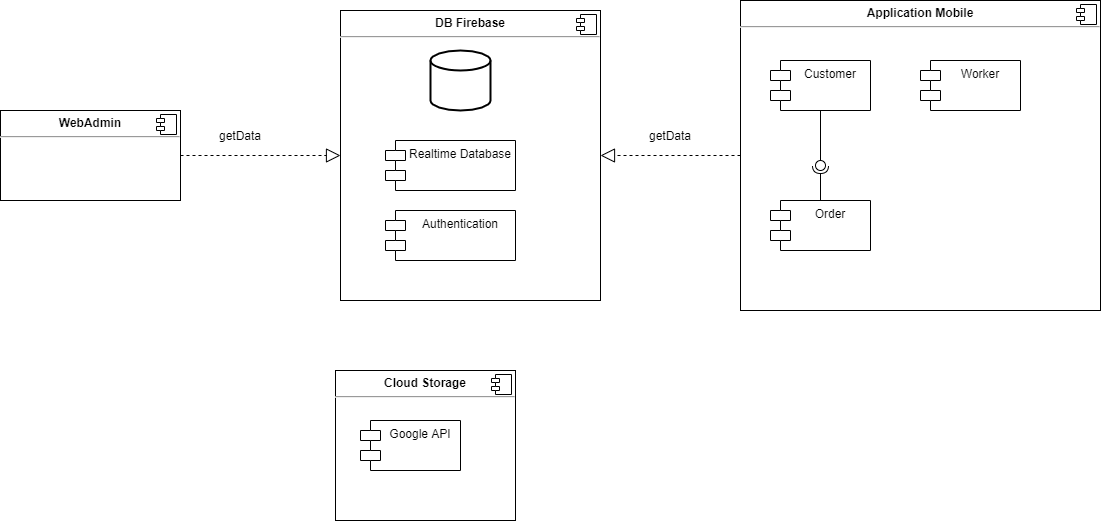 DB Firebase
Application Mobile
Customer
Worker
WebAdmin
getData
getData
Realtime Database
Order
Authentication
Cloud Storage
Google API